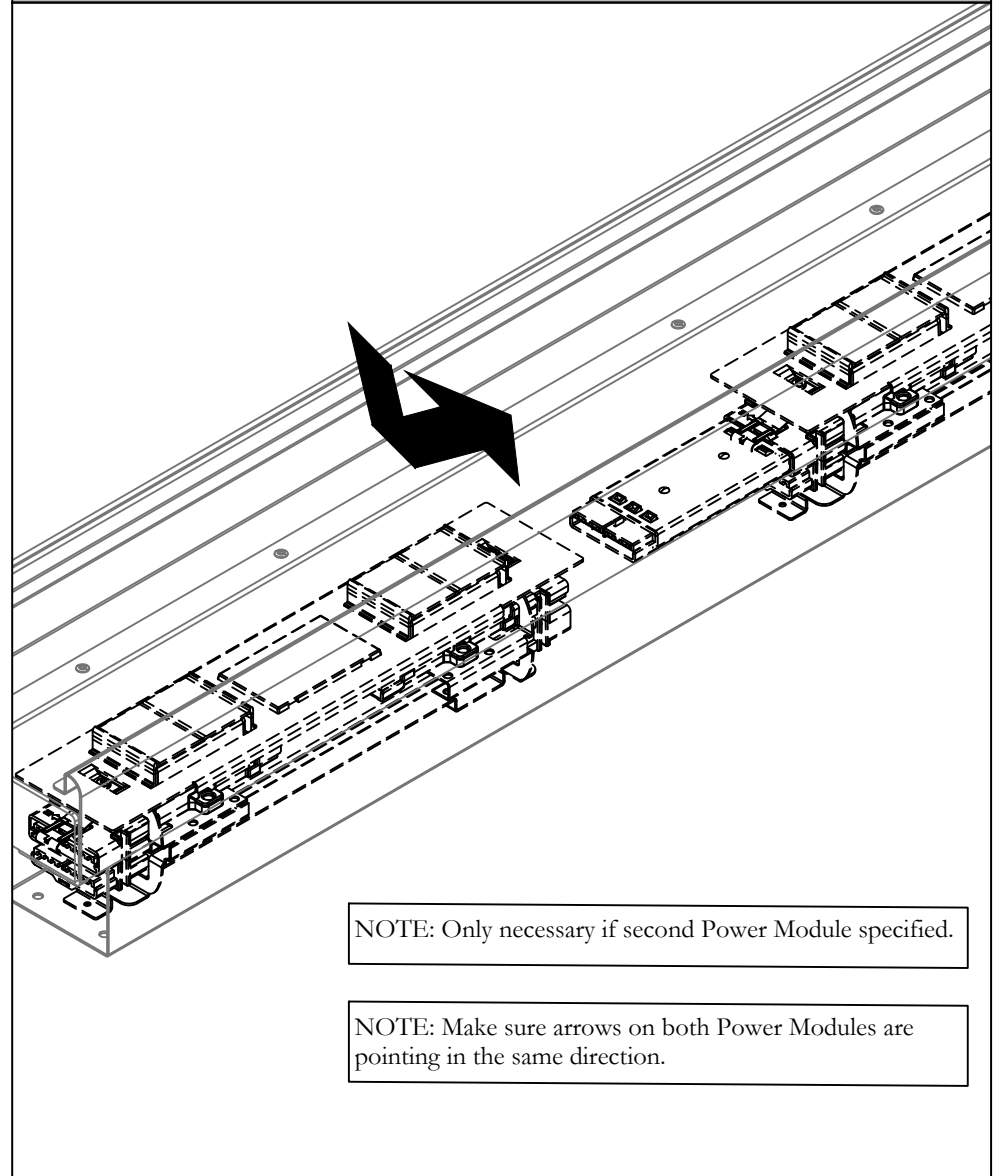 NOTE: Only necessary if second Power Module specified.
NOTE: Make sure arrows on both Power Modules are
pointing in the same direction.